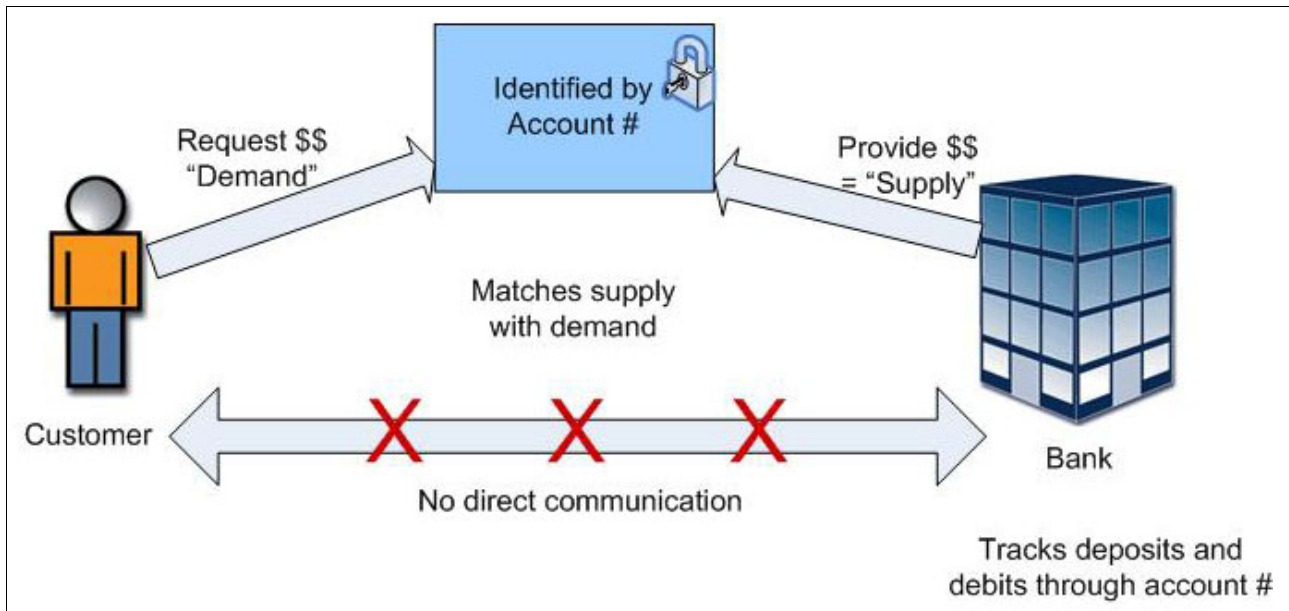 Identified by
Account #
Request $$
“Demand”
Provide $$
= “Supply”
Matches supply
with demand
Customer
No direct communication
Bank
Tracks deposits and
debits through account #